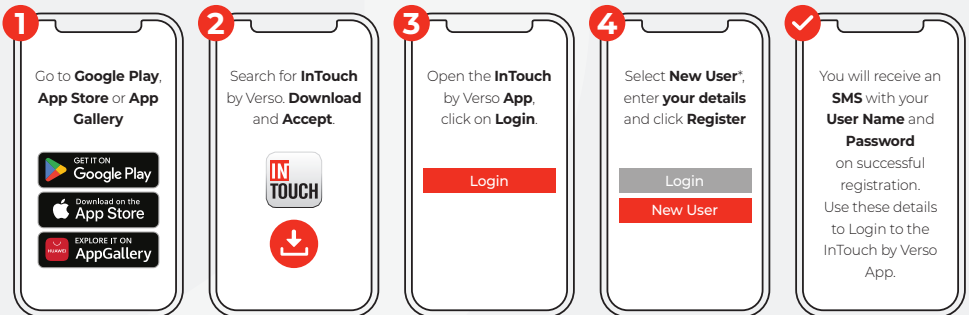 1
Go to Google Play,
App Store or App
Gallery
GET IT ON
Google Play
Download on the
App Store
HUAWEI
EXPLORE IT ON
AppGallery
2
Search for InTouch
by Verso. Download
and Accept.
IN
TOUCH
3
Open the InTouch
by Verso App,
click on Login.
Login
4
Select New User*,
enter your details
and click Register
Login
New User
You will receive an
SMS with your
User Name and
Password
on successful
registration.
Use these details
to Login to the
InTouch by Verso
App.